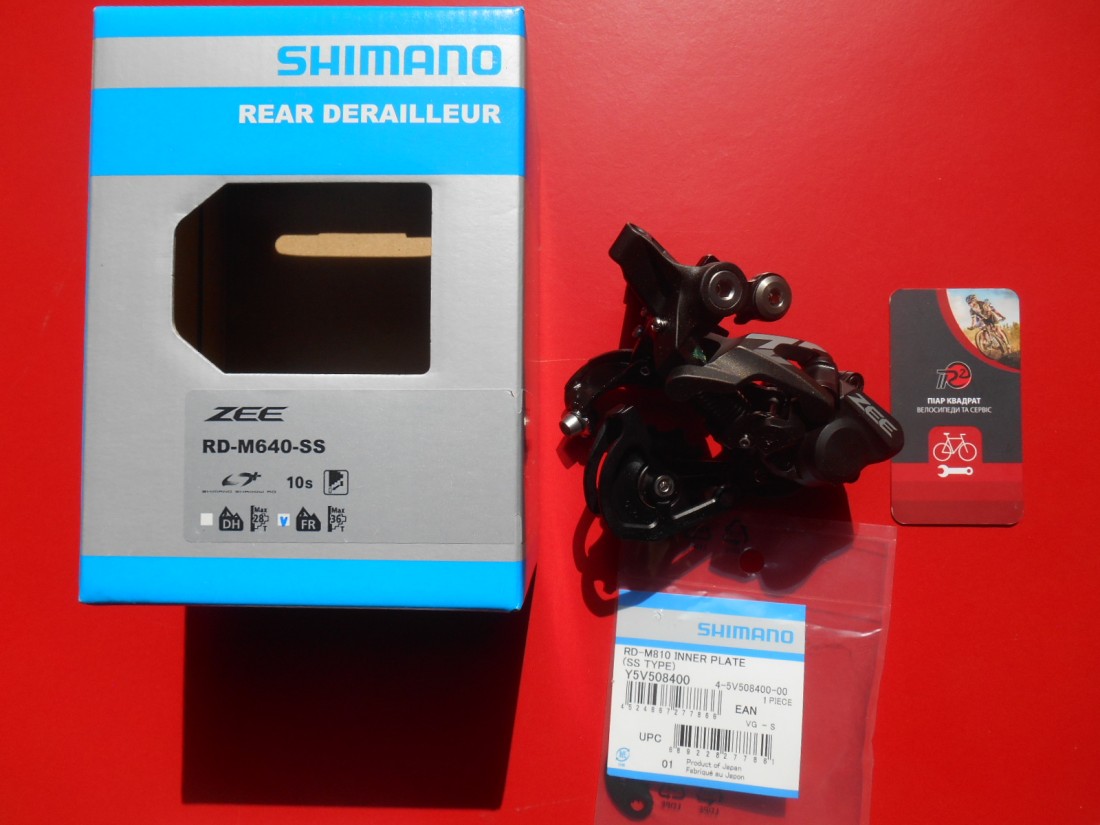 SHIMANO
REAR DERAILLEUR
ZEE
RD-M640-SS
10s
DH
Max
28
T
v
FR
Max
36
T
ZEE
ПІАР КВАДРАТ
ВЕЛОСИПЕДИ ТА СЕРВІС
SHIMANO
RD-M810 INNER PLATE
(SS TYPE)
Y5V508400
4-5V508400-00
1 PIECE
EAN
VG - S
UPC
01
Product of Japan
Fabriqué au Japon